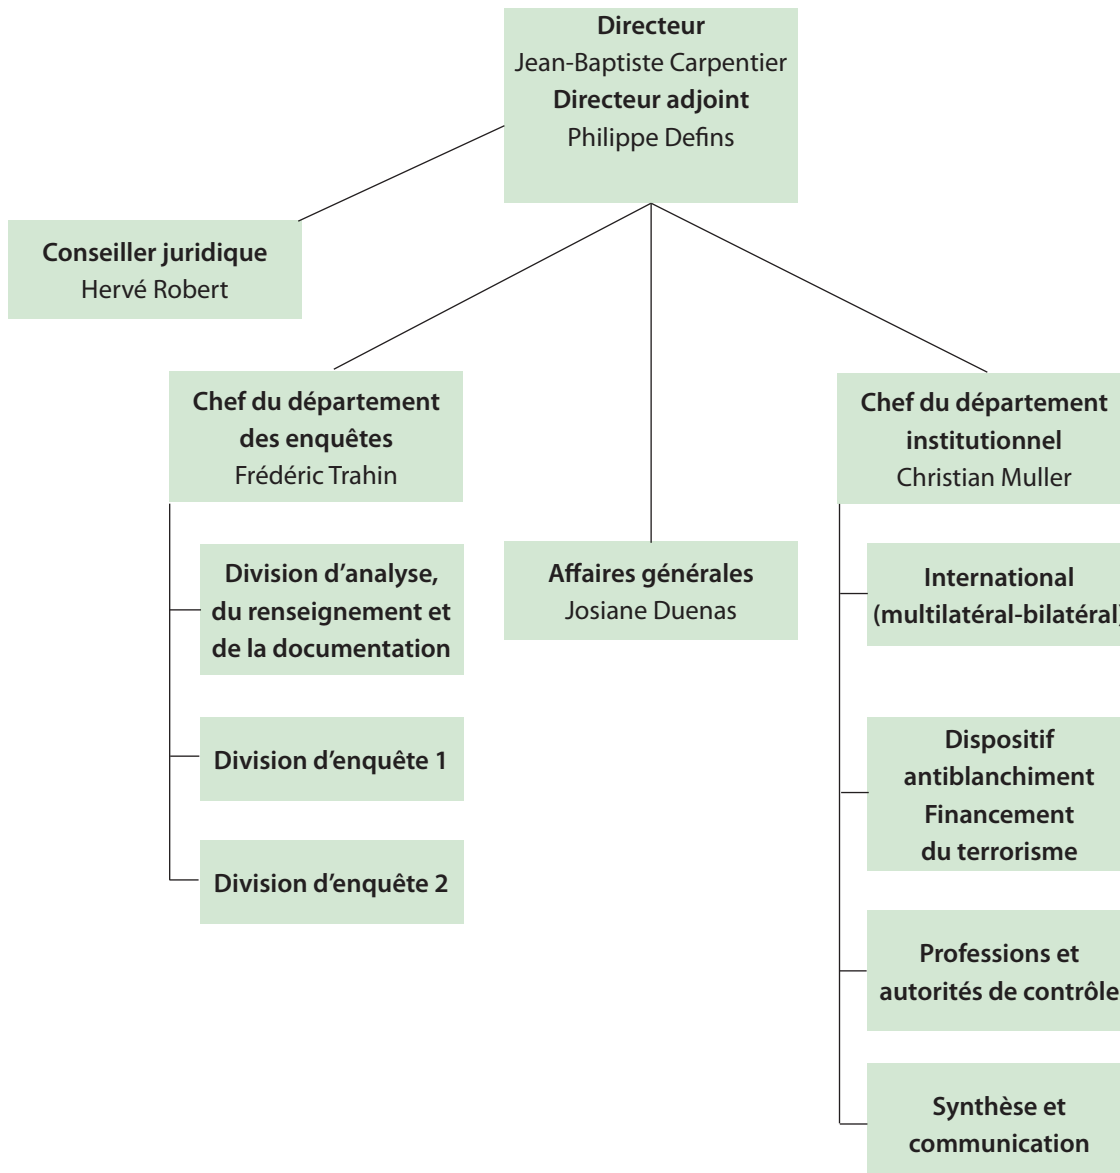 Directeur
Jean-Baptiste Carpentier
Directeur adjoint
Philippe Defins
Conseiller juridique
Hervé Robert
Chef du département
des enquêtes
Frédéric Trahin
Division d’analyse,
du renseignement et
de la documentation
Division d’enquête 1
Division d’enquête 2
Affaires générales
Josiane Duenas
Chef du département
institutionnel
Christian Muller
International
(multilatéral-bilatéral)
Dispositif
antiblanchiment
Financement
du terrorisme
Professions et
autorités de contrôle
Synthèse et
communication